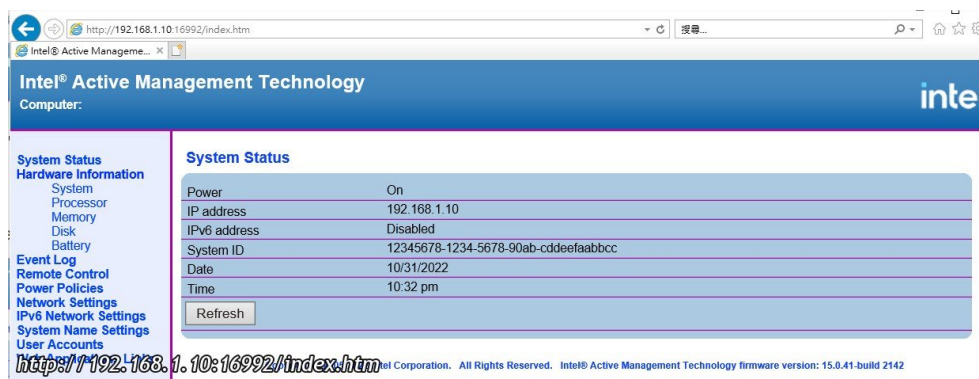 http://192.168.1.10:16992/index.htm
搜尋...
Intel® Active Manageme...
Intel® Active Management Technology
Computer:
System Status
Hardware Information
System
Processor
Memory
Disk
Battery
Event Log
Remote Control
Power Policies
Network Settings
IPv6 Network Settings
System Name Settings
User Accounts
System Status
Power On
IP address 192.168.1.10
IPv6 address Disabled
System ID 12345678-1234-5678-90ab-cddeefaabbcc
Date 10/31/2022
Time 10:32 pm
Refresh
http://192.168.1.10:16992/index.htm
Corporation. All Rights Reserved. Intel® Active Management Technology firmware version: 15.0.41-build 2142